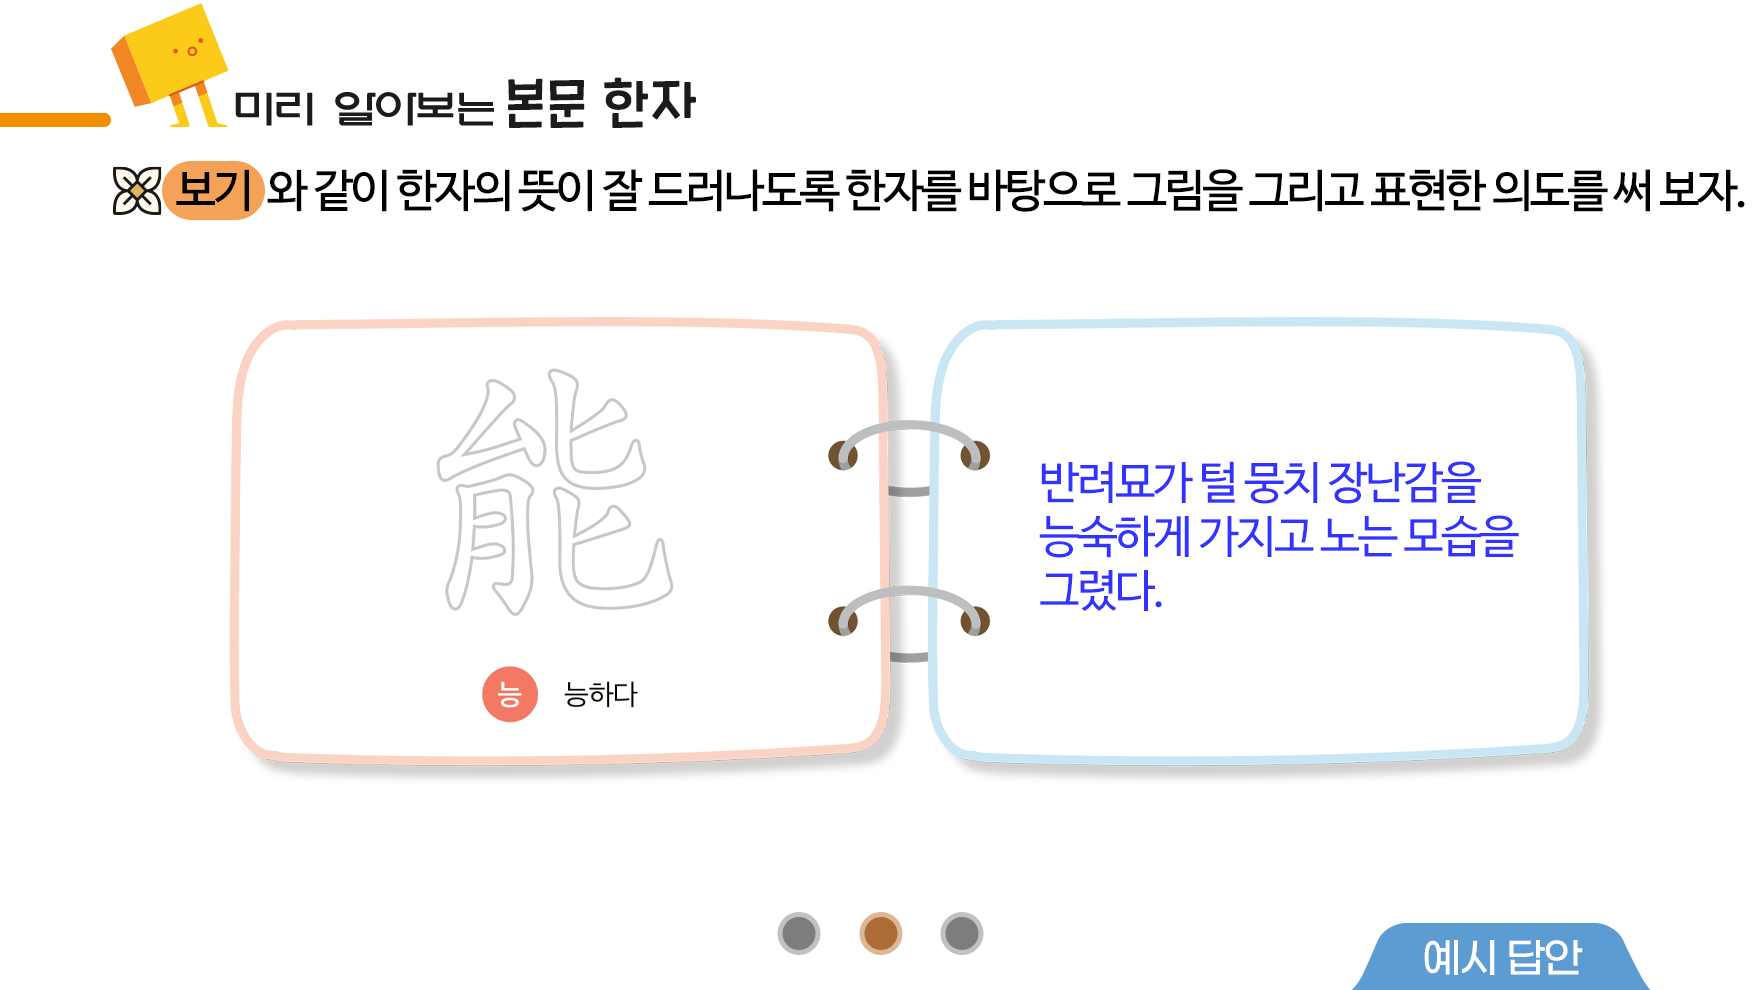 미리 알아보는 본문 한자
보기 와 같이 한자의 뜻이 잘 드러나도록 한자를 바탕으로 그림을 그리고 표현한 의도를 써 보자.
能
능 능하다
반려묘가 털 뭉치 장난감을
능숙하게 가지고 노는 모습을
그렸다.
예시 답안